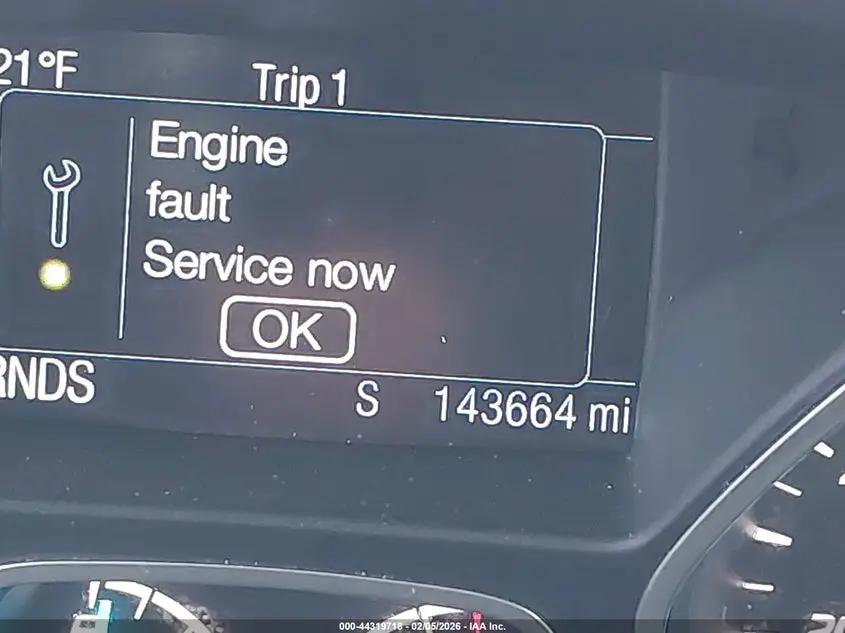 21°F
Trip 1
Engine
fault
Service now
OK
RNDS
S 143664 mi
000-44319718 - 02/05/2026 - IAA Inc.